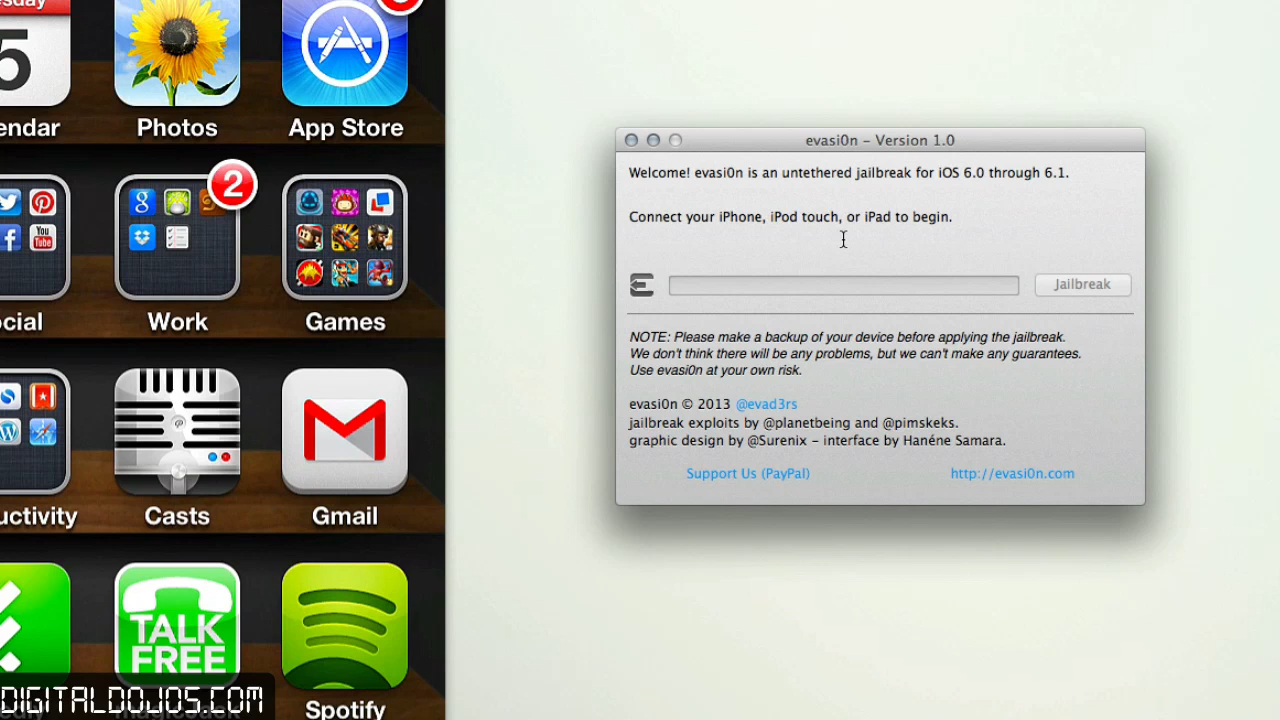 5
Photos
App Store
endar
2
Work
Games
You
Tube
ocial
Casts
Gmail
uctivity
TALK
FREE
Spotify
DIGITALDOJOS.COM
evasi0n – Version 1.0
Welcome! evasi0n is an untethered jailbreak for iOS 6.0 through 6.1.
Connect your iPhone, iPod touch, or iPad to begin.
Jailbreak
NOTE: Please make a backup of your device before applying the jailbreak.
We don't think there will be any problems, but we can't make any guarantees.
Use evasi0n at your own risk.
evasi0n © 2013 @evad3rs
jailbreak exploits by @planetbeing and @pimskeks.
graphic design by @Surenix – interface by Hanéne Samara.
Support Us (PayPal)
http://evasi0n.com